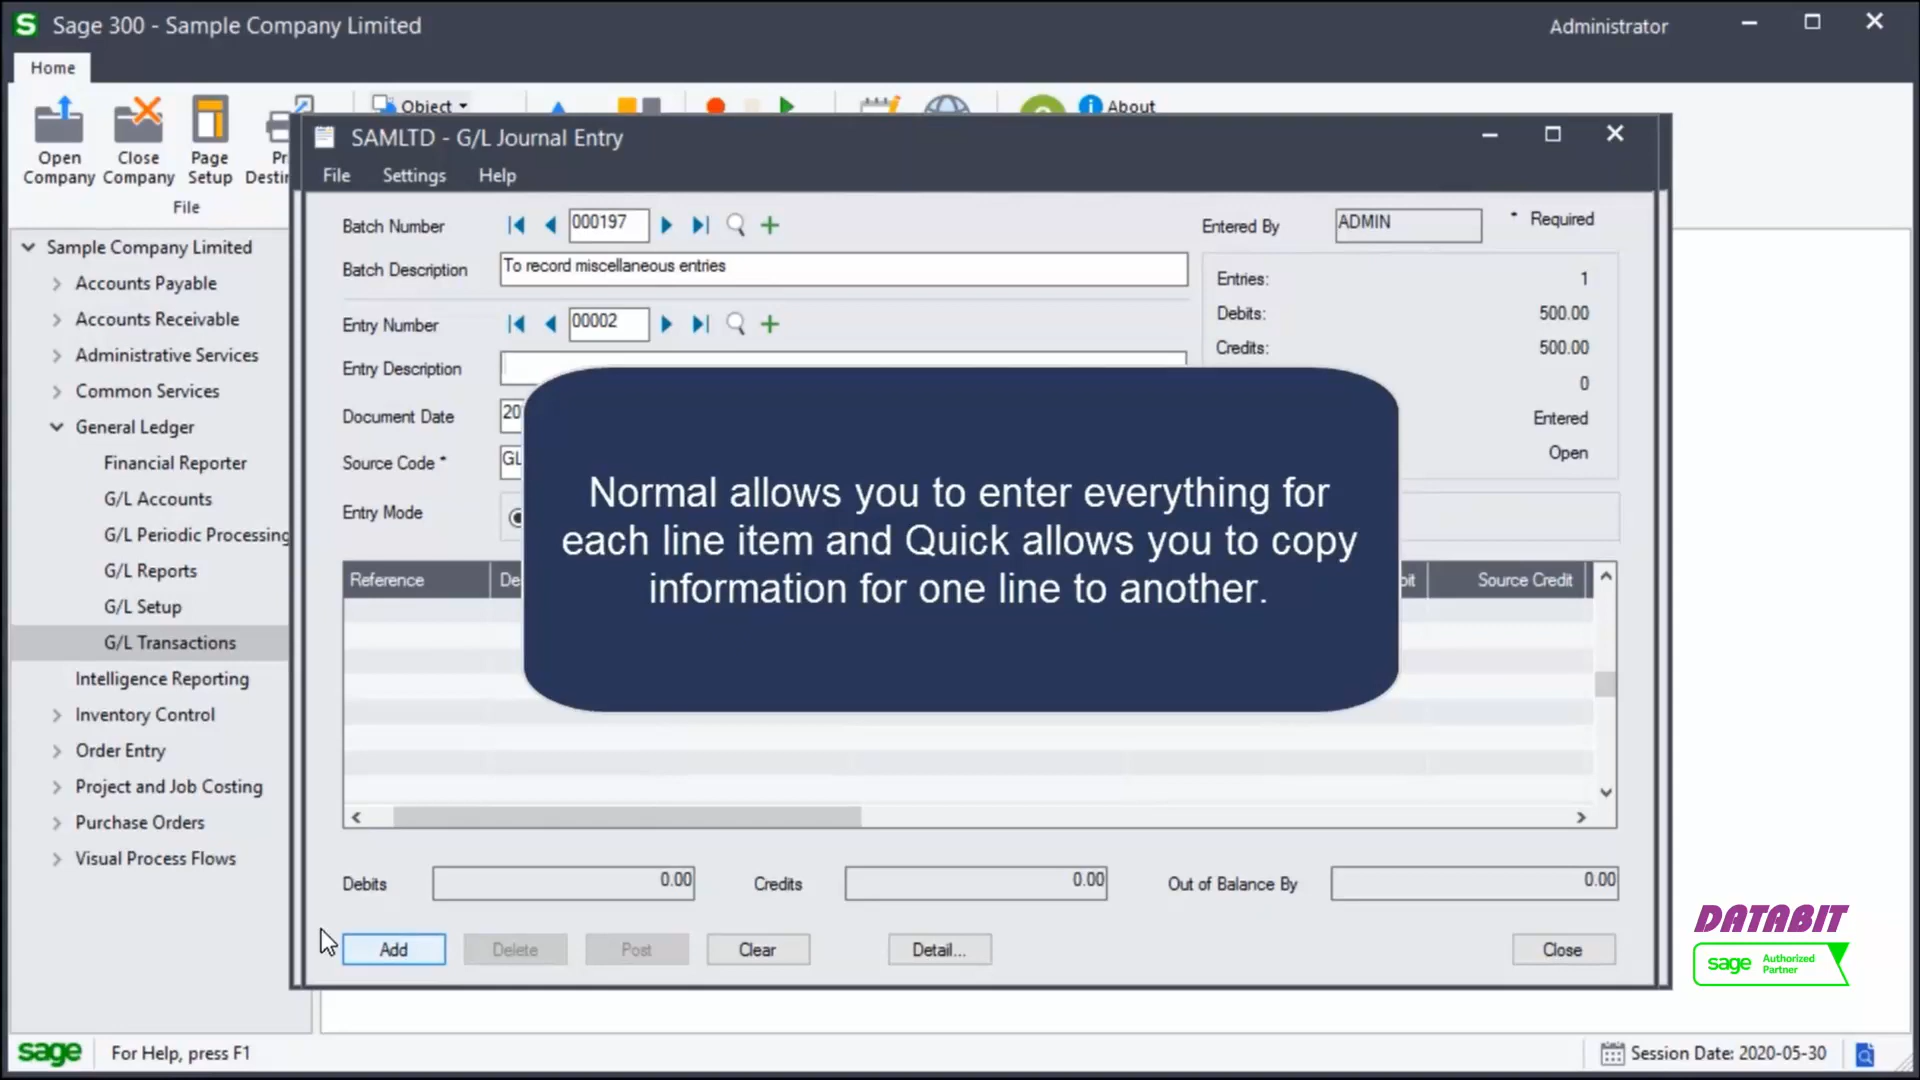 Sage 300 - Sample Company Limited
Administrator
Home
Open Company
Close Company
Page Setup
File
Object
About
SAMLTD - G/L Journal Entry
File Settings Help
Sample Company Limited
Accounts Payable
Accounts Receivable
Administrative Services
Common Services
General Ledger
Financial Reporter
G/L Accounts
G/L Periodic Processing
G/L Reports
G/L Setup
G/L Transactions
Intelligence Reporting
Inventory Control
Order Entry
Project and Job Costing
Purchase Orders
Visual Process Flows
Batch Number 000197
Entered By ADMIN
* Required
Batch Description To record miscellaneous entries
Entry Number 00002
Entry Description
Document Date 20
Source Code * GL
Entry Mode
Entries: 1
Debits: 500.00
Credits: 500.00
0
Entered
Open
Normal allows you to enter everything for
each line item and Quick allows you to copy
information for one line to another.
Reference De
Source Credit
Debits 0.00 Credits 0.00 Out of Balance By 0.00
Add Delete Post Clear Detail... Close
DATABIT
sage Authorized Partner
sage
For Help, press F1
Session Date: 2020-05-30